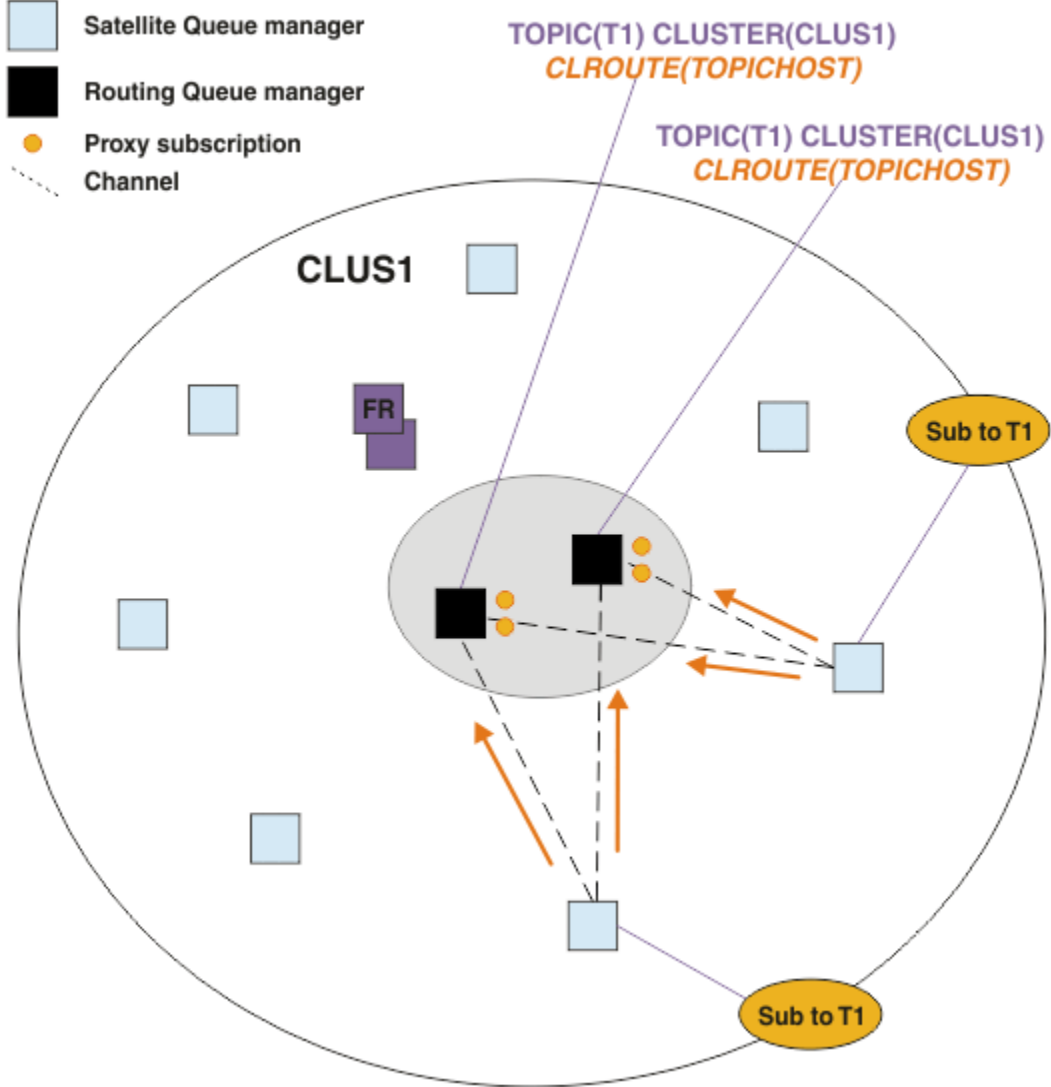 Satellite Queue manager
Routing Queue manager
Proxy subscription
Channel
TOPIC(T1) CLUSTER(CLUS1)
CLROUTE(TOPICHOST)
TOPIC(T1) CLUSTER(CLUS1)
CLROUTE(TOPICHOST)
CLUS1
FR
Sub to T1
Sub to T1